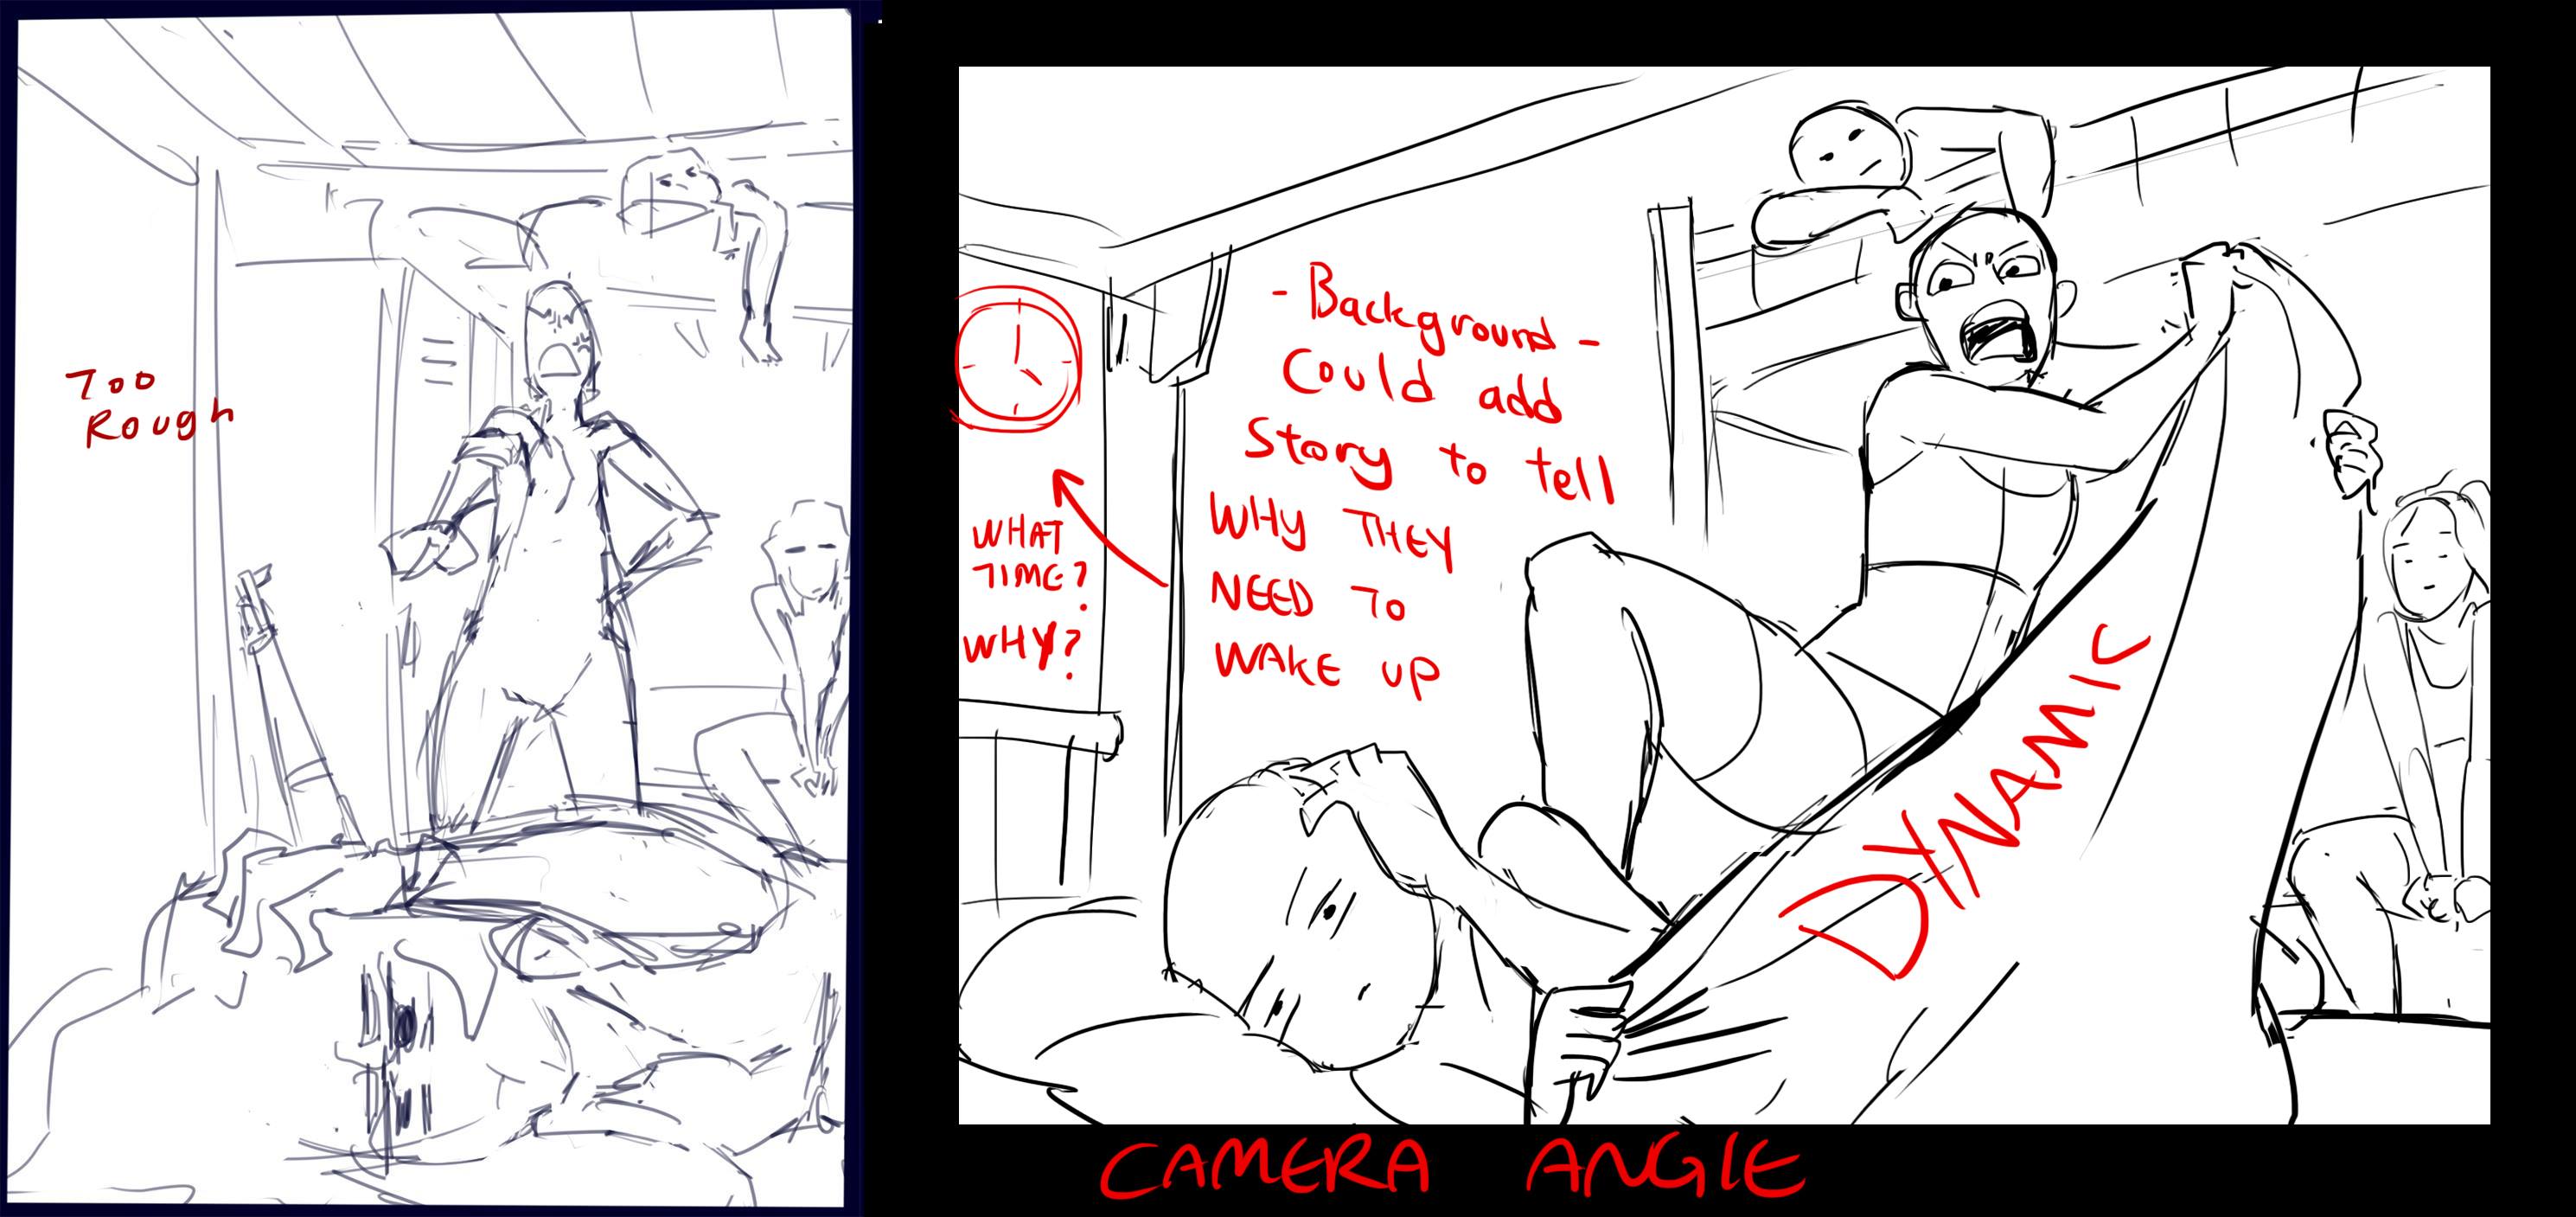 Too
Rough
- Background -
Could add
Story to tell
WHY THEY
NEED TO
WAKE UP
WHAT
TIME?
WHY?
DYNAMIC
CAMERA ANGLE